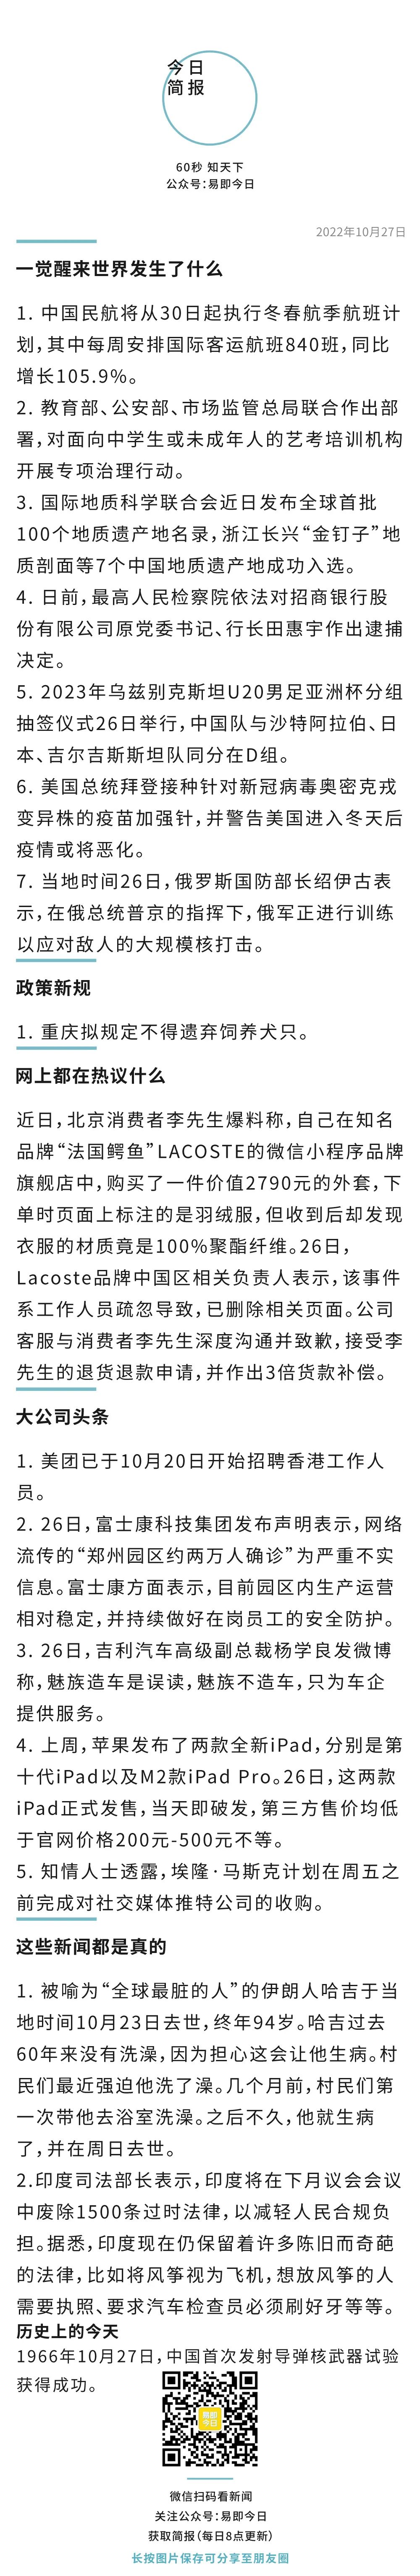 今日
简报
60秒 知天下
公众号：易即今日
2022年10月27日
一觉醒来世界发生了什么
1. 中国民航将从30日起执行冬春航季航班计
划，其中每周安排国际客运航班840班，同比
增长105.9%。
2. 教育部、公安部、市场监管总局联合作出部
署，对面向中学生或未成年人的艺考培训机构
开展专项治理行动。
3. 国际地质科学联合会近日发布全球首批
100个地质遗产地名录，浙江长兴“金钉子”地
质剖面等7个中国地质遗产地成功入选。
4. 日前，最高人民检察院依法对招商银行股
份有限公司原党委书记、行长田惠宇作出逮捕
决定。
5. 2023年乌兹别克斯坦U20男足亚洲杯分组
抽签仪式26日举行，中国队与沙特阿拉伯、日
本、吉尔吉斯斯坦队同分在D组。
6. 美国总统拜登接种针对新冠病毒奥密克戎
变异株的疫苗加强针，并警告美国进入冬天后
疫情或将恶化。
7. 当地时间26日，俄罗斯国防部长绍伊古表
示，在俄总统普京的指挥下，俄军正进行训练
以应对敌人的大规模核打击。
政策新规
1. 重庆拟规定不得遗弃饲养犬只。
网上都在热议什么
近日，北京消费者李先生爆料称，自己在知名
品牌“法国鳄鱼”LACOSTE的微信小程序品牌
旗舰店中，购买了一件价值2790元的外套，下
单时页面上标注的是羽绒服，但收到后却发现
衣服的材质竟是100%聚酯纤维。26日，
Lacoste品牌中国区相关负责人表示，该事件
系工作人员疏忽导致，已删除相关页面。公司
客服与消费者李先生深度沟通并致歉，接受李
先生的退货退款申请，并作出3倍货款补偿。
大公司头条
1. 美团已于10月20日开始招聘香港工作人
员。
2. 26日，富士康科技集团发布声明表示，网络
流传的“郑州园区约两万人确诊”为严重不实
信息。富士康方面表示，目前园区内生产运营
相对稳定，并持续做好在岗员工的安全防护。
3. 26日，吉利汽车高级副总裁杨学良发微博
称，魅族造车是误读，魅族不造车，只为车企
提供服务。
4. 上周，苹果发布了两款全新iPad，分别是第
十代iPad以及M2款iPad Pro。26日，这两款
iPad正式发售，当天即破发，第三方售价均低
于官网价格200元-500元不等。
5. 知情人士透露，埃隆·马斯克计划在周五之
前完成对社交媒体推特公司的收购。
这些新闻都是真的
1. 被喻为“全球最脏的人”的伊朗人哈吉于当
地时间10月23日去世，终年94岁。哈吉过去
60年来没有洗澡，因为担心这会让他生病。村
民们最近强迫他洗了澡。几个月前，村民们第
一次带他去浴室洗澡。之后不久，他就生病
了，并在周日去世。
2.印度司法部长表示，印度将在下月议会会议
中废除1500条过时法律，以减轻人民合规负
担。据悉，印度现在仍保留着许多陈旧而奇葩
的法律，比如将风筝视为飞机，想放风筝的人
需要执照、要求汽车检查员必须刷好牙等等。
历史上的今天
1966年10月27日，中国首次发射导弹核武器试验
获得成功。
易即
今日
微信扫码看新闻
关注公众号：易即今日
获取简报（每日8点更新）
长按图片保存可分享至朋友圈